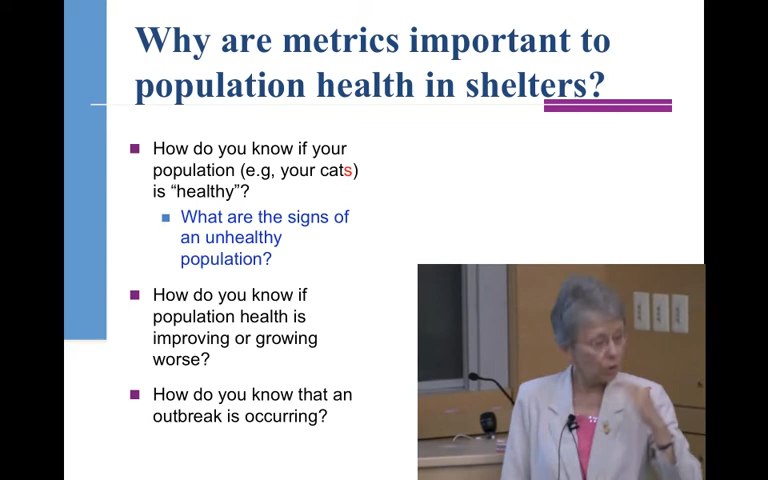 Why are metrics important to
population health in shelters?
How do you know if your
population (e.g, your cats)
is “healthy”?
What are the signs of
an unhealthy
population?
How do you know if
population health is
improving or growing
worse?
How do you know that an
outbreak is occurring?